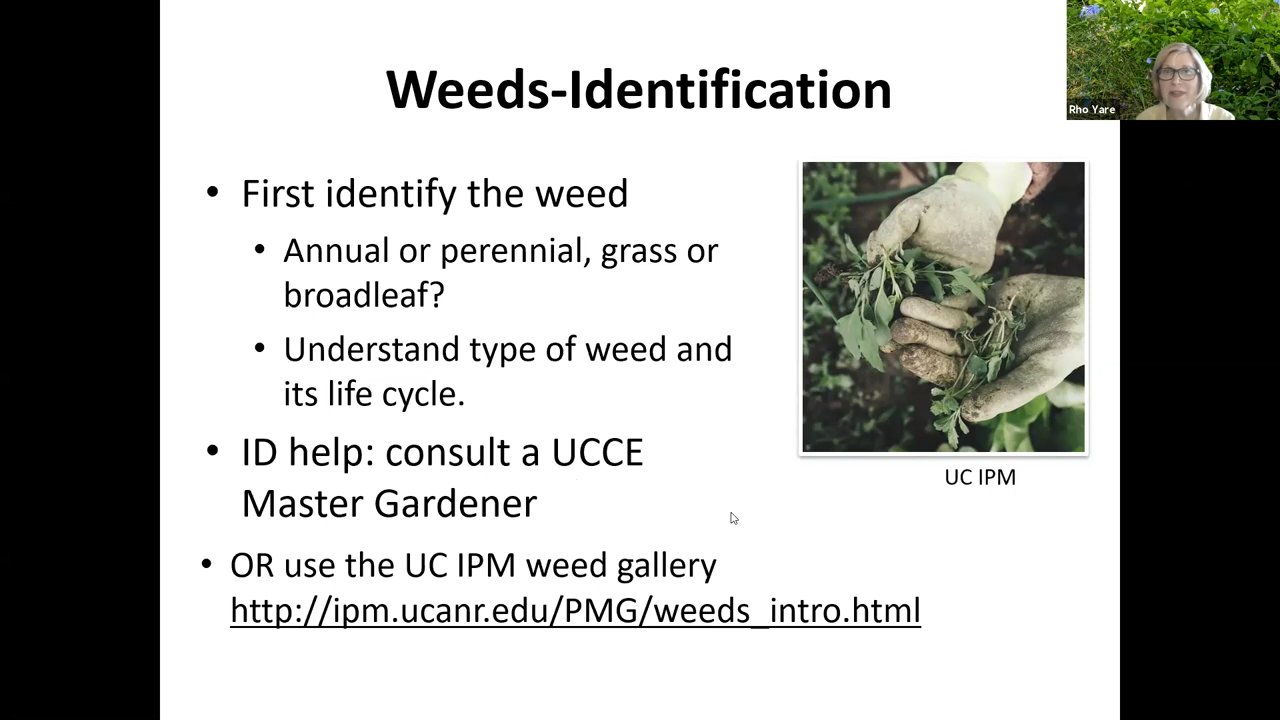 Weeds-Identification
Rho Yare
• First identify the weed
• Annual or perennial, grass or
broadleaf?
• Understand type of weed and
its life cycle.
• ID help: consult a UCCE
Master Gardener
UC IPM
• OR use the UC IPM weed gallery
http://ipm.ucanr.edu/PMG/weeds_intro.html